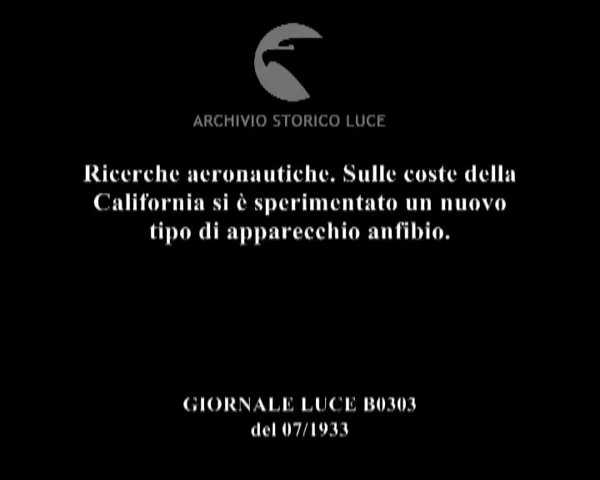 ARCHIVIO STORICO LUCE
Ricerche aeronautiche. Sulle coste della
California si è sperimentato un nuovo
tipo di apparecchio anfibio.
GIORNALE LUCE B0303
del 07/1933